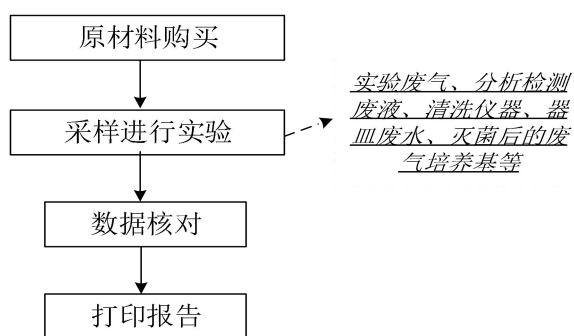 原材料购买
采样进行实验
实验废气、分析检测
废液、清洗仪器、器
皿废水、灭菌后的废
气培养基等
数据核对
打印报告